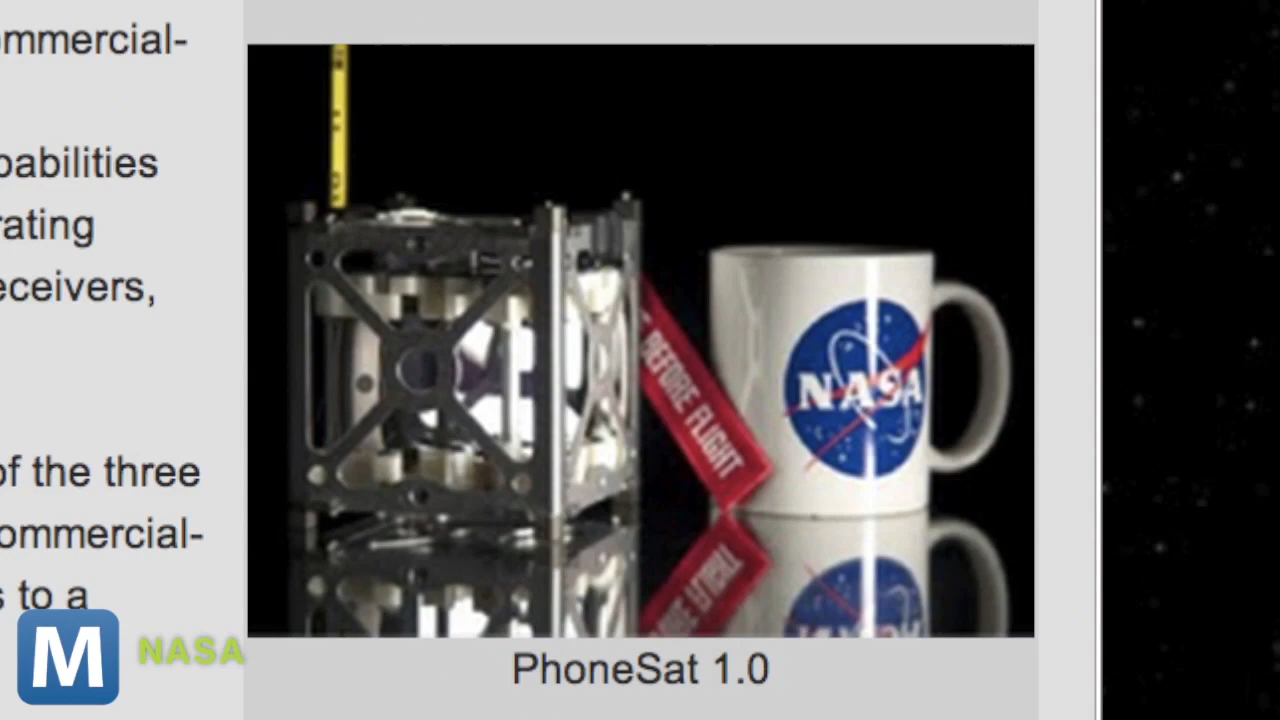 ommercial-
pabilities
rating
eceivers,
of the three
ommercial-
s to a
BEFORE FLIGHT
NASA
PhoneSat 1.0
M
NASA